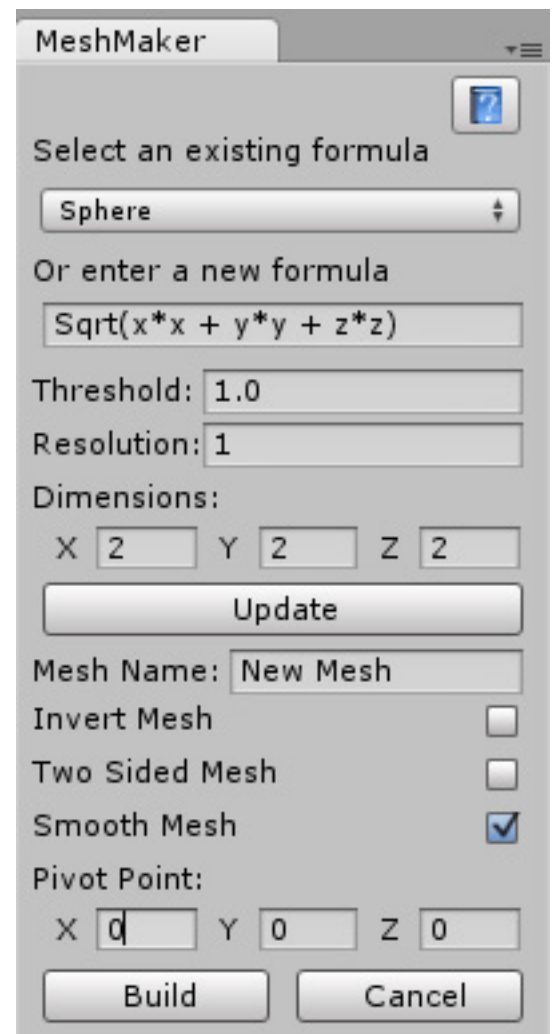 MeshMaker
?
Select an existing formula
Sphere
Or enter a new formula
Sqrt(x*x + y*y + z*z)
Threshold: 1.0
Resolution: 1
Dimensions:
X 2 Y 2 Z 2
Update
Mesh Name: New Mesh
Invert Mesh
Two Sided Mesh
Smooth Mesh
Pivot Point:
X 0 Y 0 Z 0
Build Cancel